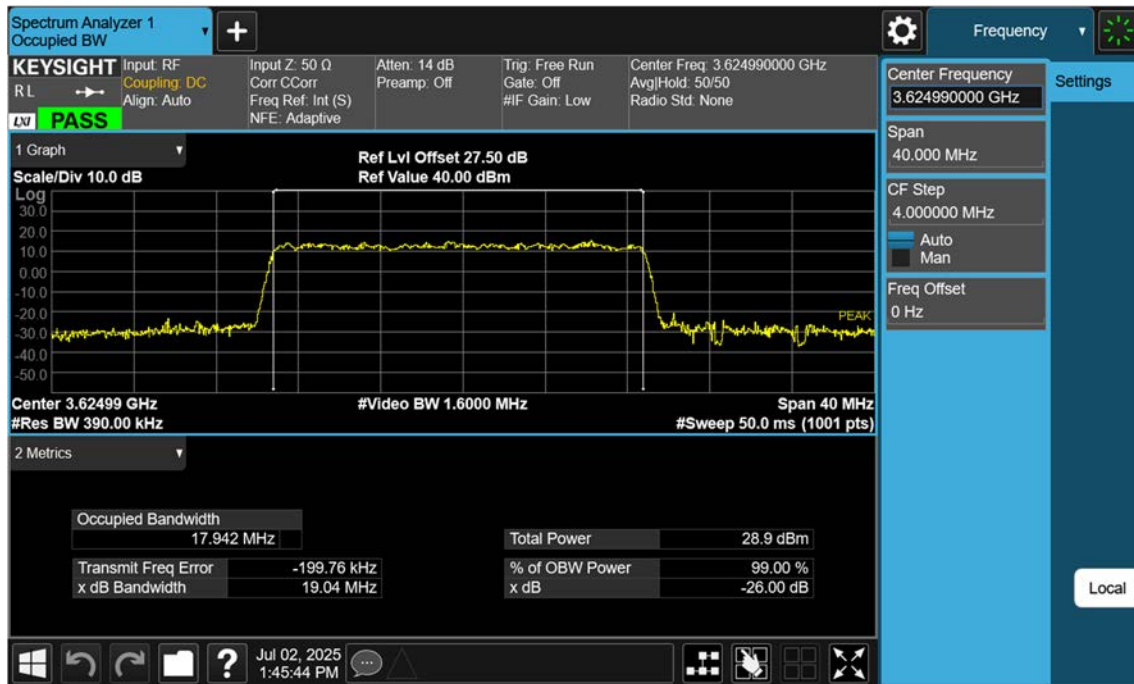 Spectrum Analyzer 1
Occupied BW
+
Frequency
KEYSIGHT
R L
LXI PASS
Input: RF
Coupling: DC
Align: Auto
Input Z: 50 Ω
Corr CCorr
Freq Ref: Int (S)
NFE: Adaptive
Atten: 14 dB
Preamp: Off
Trig: Free Run
Gate: Off
#IF Gain: Low
Center Freq: 3.624990000 GHz
Avg|Hold: 50/50
Radio Std: None
Center Frequency
3.624990000 GHz
Settings
Span
40.000 MHz
CF Step
4.000000 MHz
Auto
Man
Freq Offset
0 Hz
Local
1 Graph
Scale/Div 10.0 dB
Ref Lvl Offset 27.50 dB
Ref Value 40.00 dBm
Log
30.0
20.0
10.0
0.00
-10.0
-20.0
-30.0
-40.0
-50.0
PEAK
Center 3.62499 GHz
#Res BW 390.00 kHz
#Video BW 1.6000 MHz
Span 40 MHz
#Sweep 50.0 ms (1001 pts)
2 Metrics
Occupied Bandwidth
17.942 MHz
Total Power 28.9 dBm
Transmit Freq Error -199.76 kHz
% of OBW Power 99.00 %
x dB Bandwidth 19.04 MHz
x dB -26.00 dB
?
Jul 02, 2025
1:45:44 PM